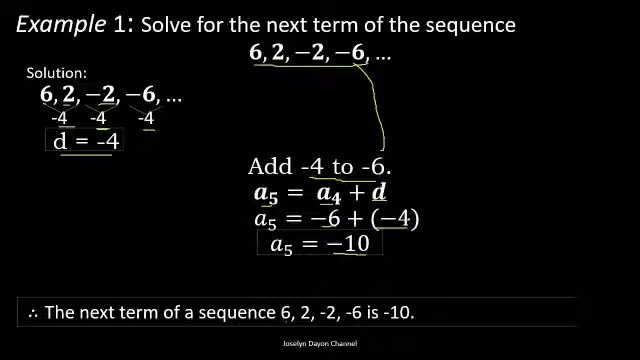 Example 1: Solve for the next term of the sequence
6, 2, −2, −6, ...
Solution:
6, 2, −2, −6, ...
-4 -4 -4
d = -4
Add -4 to -6.
a₅ = a₄ + d
a₅ = −6 + (−4)
a₅ = −10
∴ The next term of a sequence 6, 2, -2, -6 is -10.
Joselyn Dayon Channel